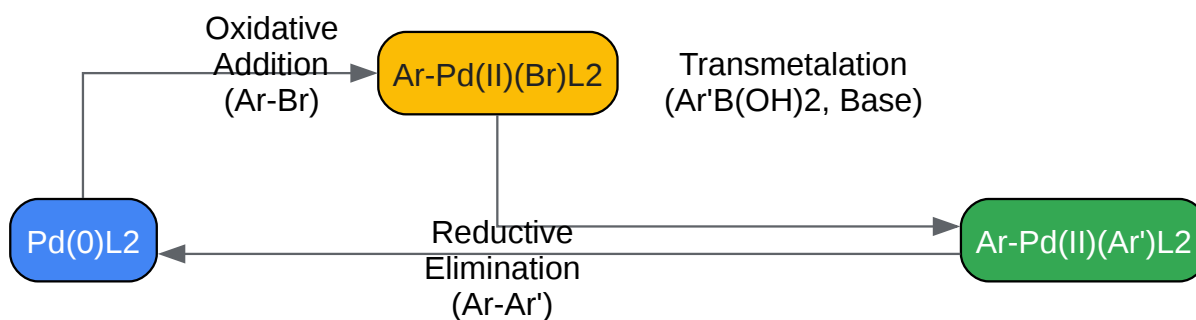 Oxidative
Addition
(Ar-Br)
Ar-Pd(II)(Br)L2
Transmetalation
(Ar'B(OH)2, Base)
Pd(0)L2
Reductive
Elimination
(Ar-Ar')
Ar-Pd(II)(Ar')L2